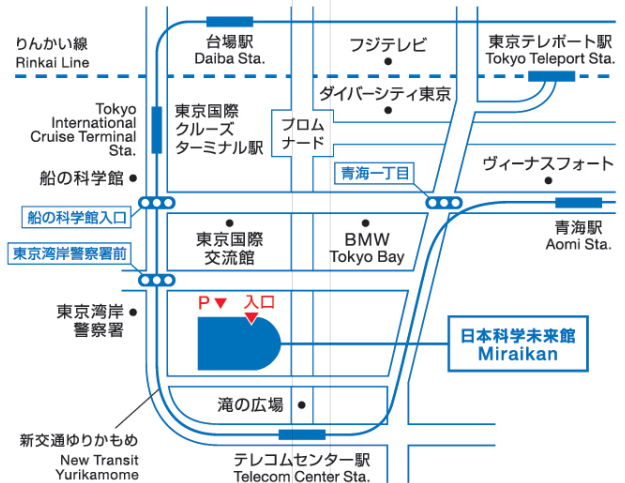 りんかい線
Rinkai Line
台場駅
Daiba Sta.
フジテレビ
東京テレポート駅
Tokyo Teleport Sta.
ダイバーシティ東京
Tokyo
International
Cruise Terminal
Sta.
東京国際
クルーズ
ターミナル駅
プロム
ナード
船の科学館
青海一丁目
ヴィーナスフォート
船の科学館入口
東京国際
交流館
BMW
Tokyo Bay
青海駅
Aomi Sta.
東京湾岸警察署前
東京湾岸
警察署
P
入口
日本科学未来館
Miraikan
滝の広場
新交通ゆりかもめ
New Transit
Yurikamome
テレコムセンター駅
Telecom Center Sta.